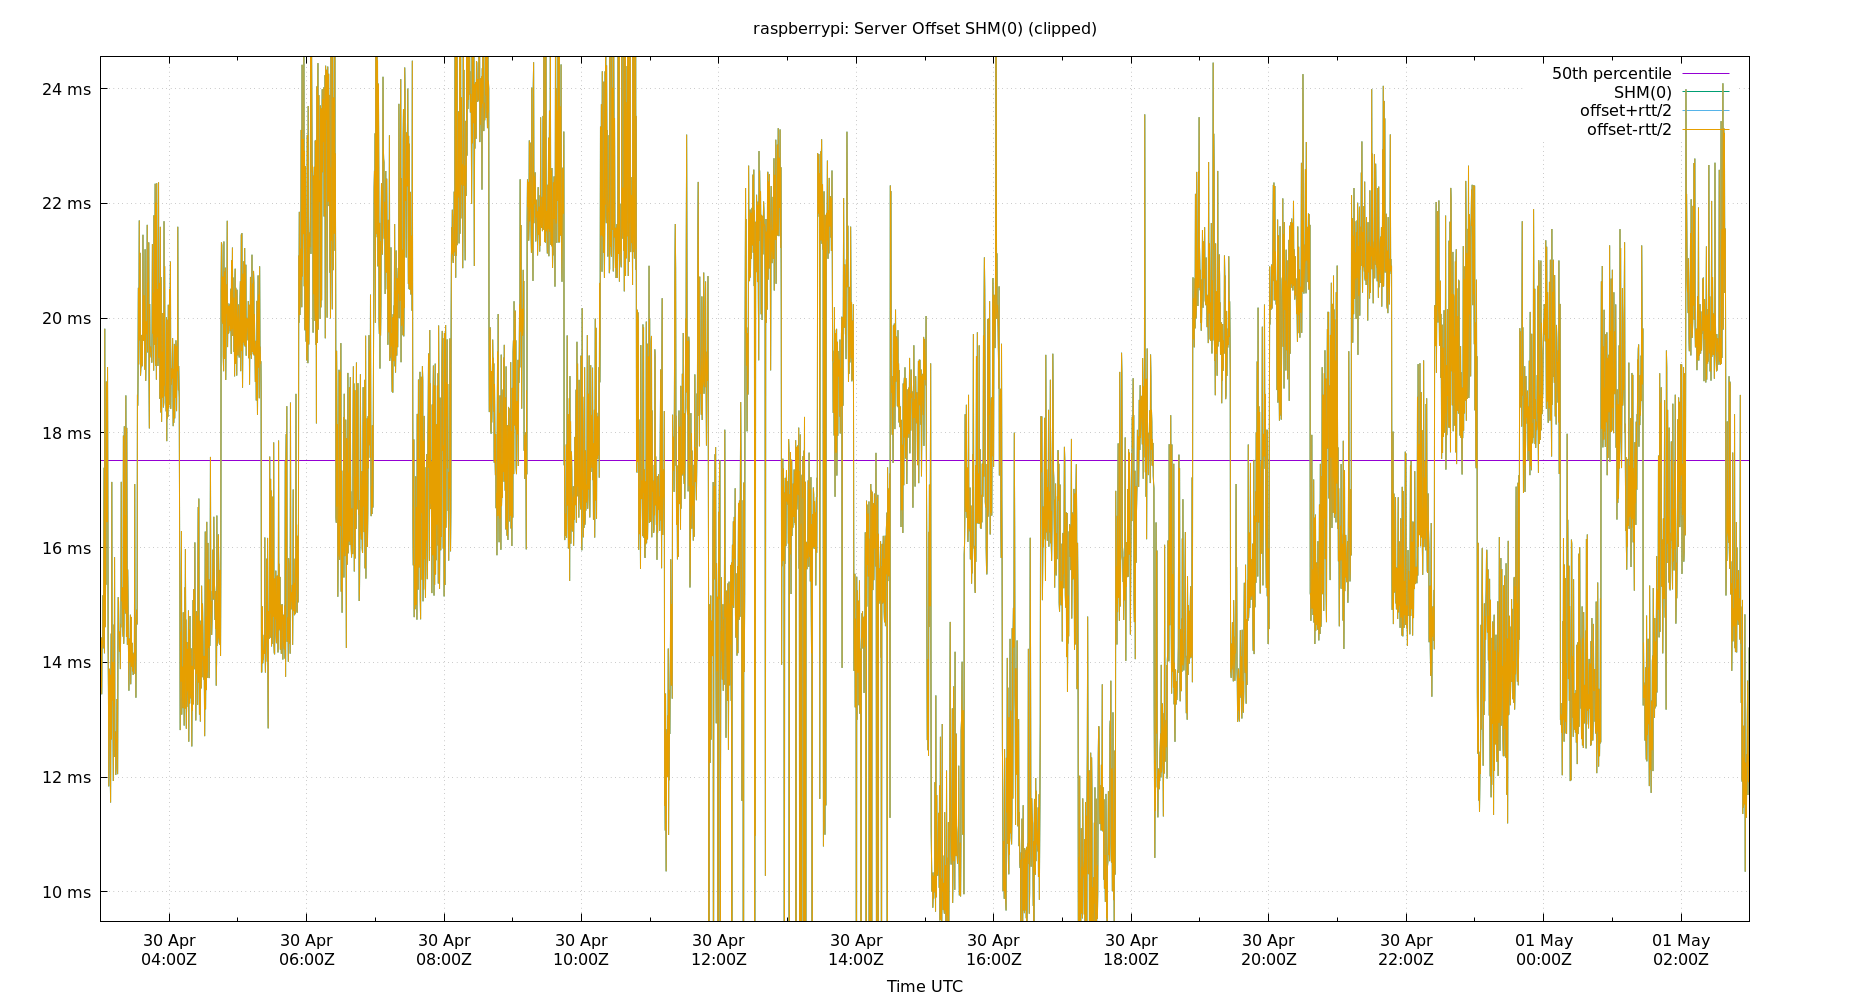 raspberrypi: Server Offset SHM(0) (clipped)
50th percentile
SHM(0)
offset+rtt/2
offset-rtt/2
24 ms
22 ms
20 ms
18 ms
16 ms
14 ms
12 ms
10 ms
30 Apr 30 Apr 30 Apr 30 Apr 30 Apr 30 Apr 30 Apr 30 Apr 30 Apr 30 Apr 01 May 01 May
04:00Z 06:00Z 08:00Z 10:00Z 12:00Z 14:00Z 16:00Z 18:00Z 20:00Z 22:00Z 00:00Z 02:00Z
Time UTC